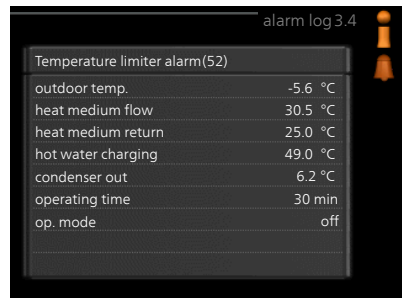 alarm log 3.4
Temperature limiter alarm(52)
outdoor temp. -5.6 °C
heat medium flow 30.5 °C
heat medium return 25.0 °C
hot water charging 49.0 °C
condenser out 6.2 °C
operating time 30 min
op. mode off